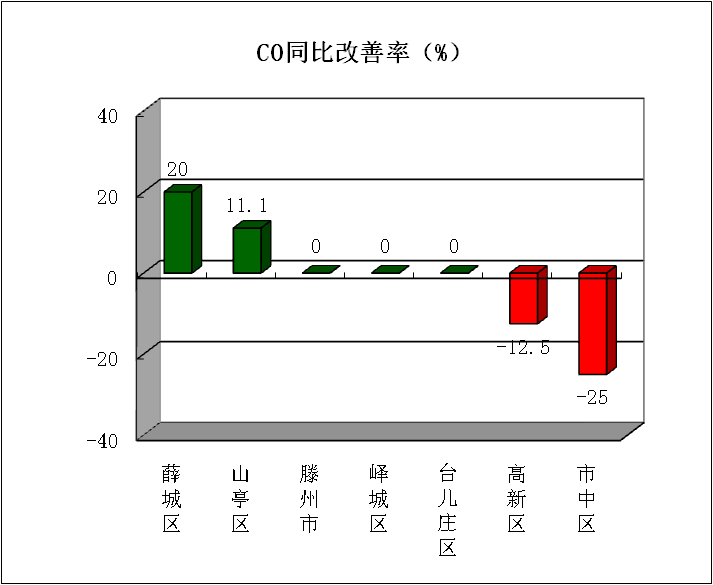 CO同比改善率（%）
40
20
0
-20
-40
20
11.1
0
0
0
-12.5
-25
薛城区
山亭区
滕州市
峄城区
台儿庄区
高新区
市中区